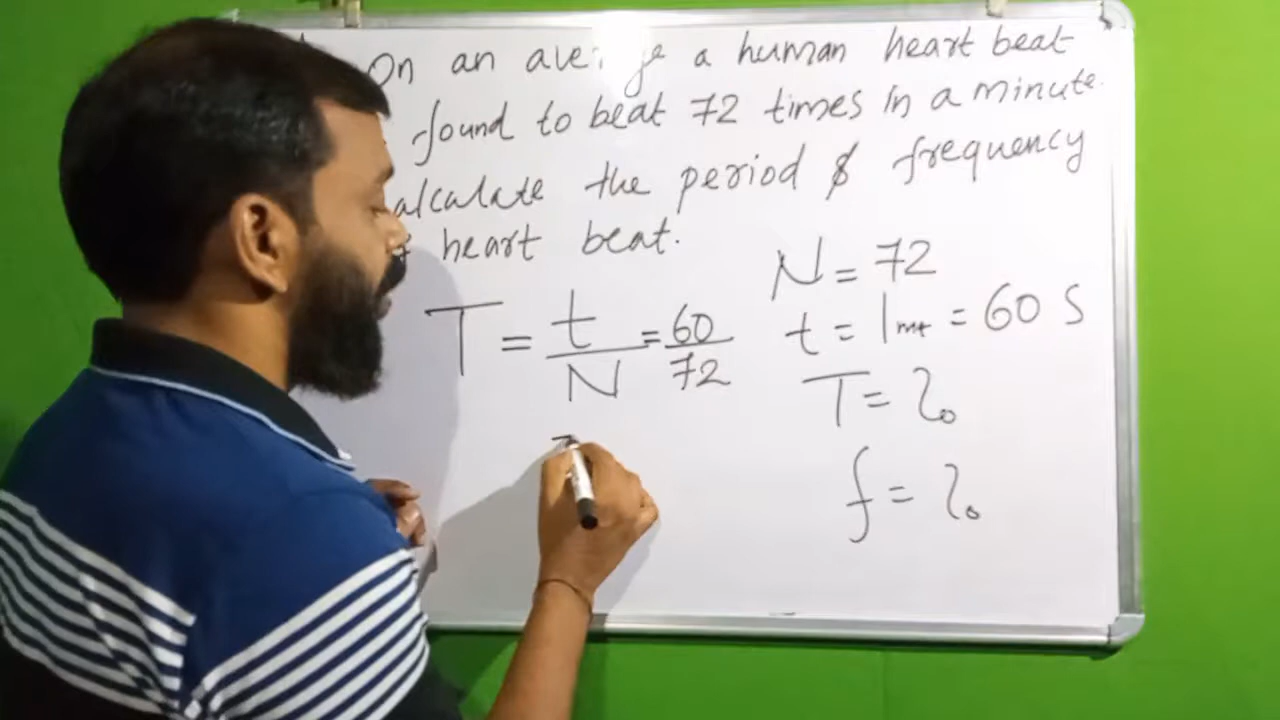 On an a human heart beat
found to beat 72 times in a minute.
alculate the period & frequency
heart beat.
N = 72
t = 1mt = 60 S
T = ?
f = ?
T = t/N = 60/72